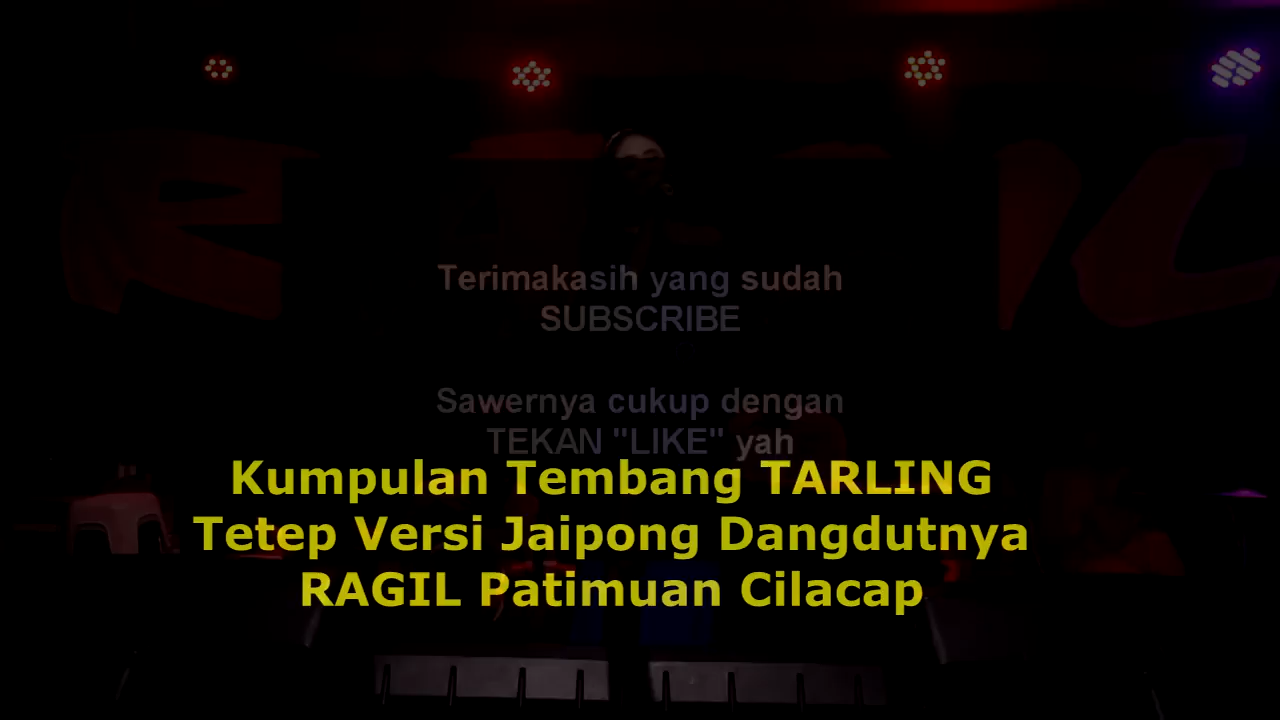 Terimakasih yang sudah
SUBSCRIBE
Sawernya cukup dengan
TEKAN "LIKE" yah
Kumpulan Tembang TARLING
Tetep Versi Jaipong Dangdutnya
RAGIL Patimuan Cilacap